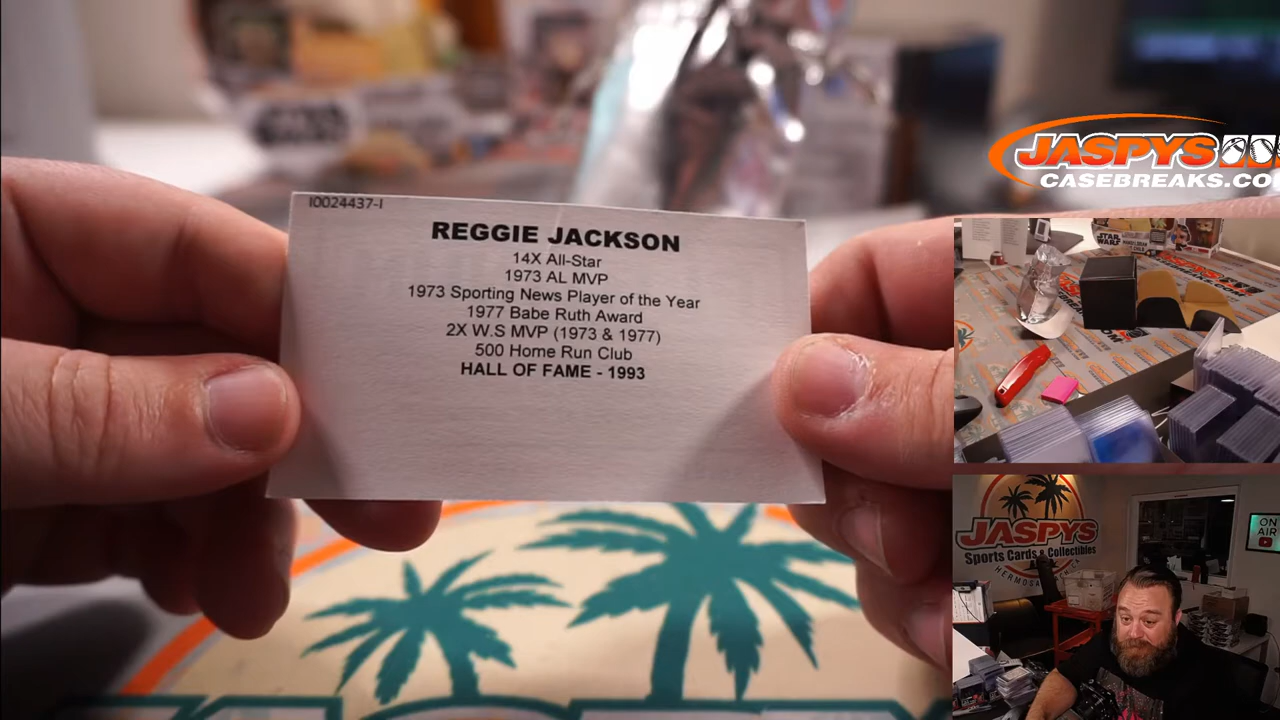 I0024437-I
REGGIE JACKSON
14X All-Star
1973 AL MVP
1973 Sporting News Player of the Year
1977 Babe Ruth Award
2X W.S MVP (1973 & 1977)
500 Home Run Club
HALL OF FAME - 1993
JASPYS
CASEBREAKS.CO
STAR WARS
JASPYS
Sports Cards & Collectibles
ON AIR